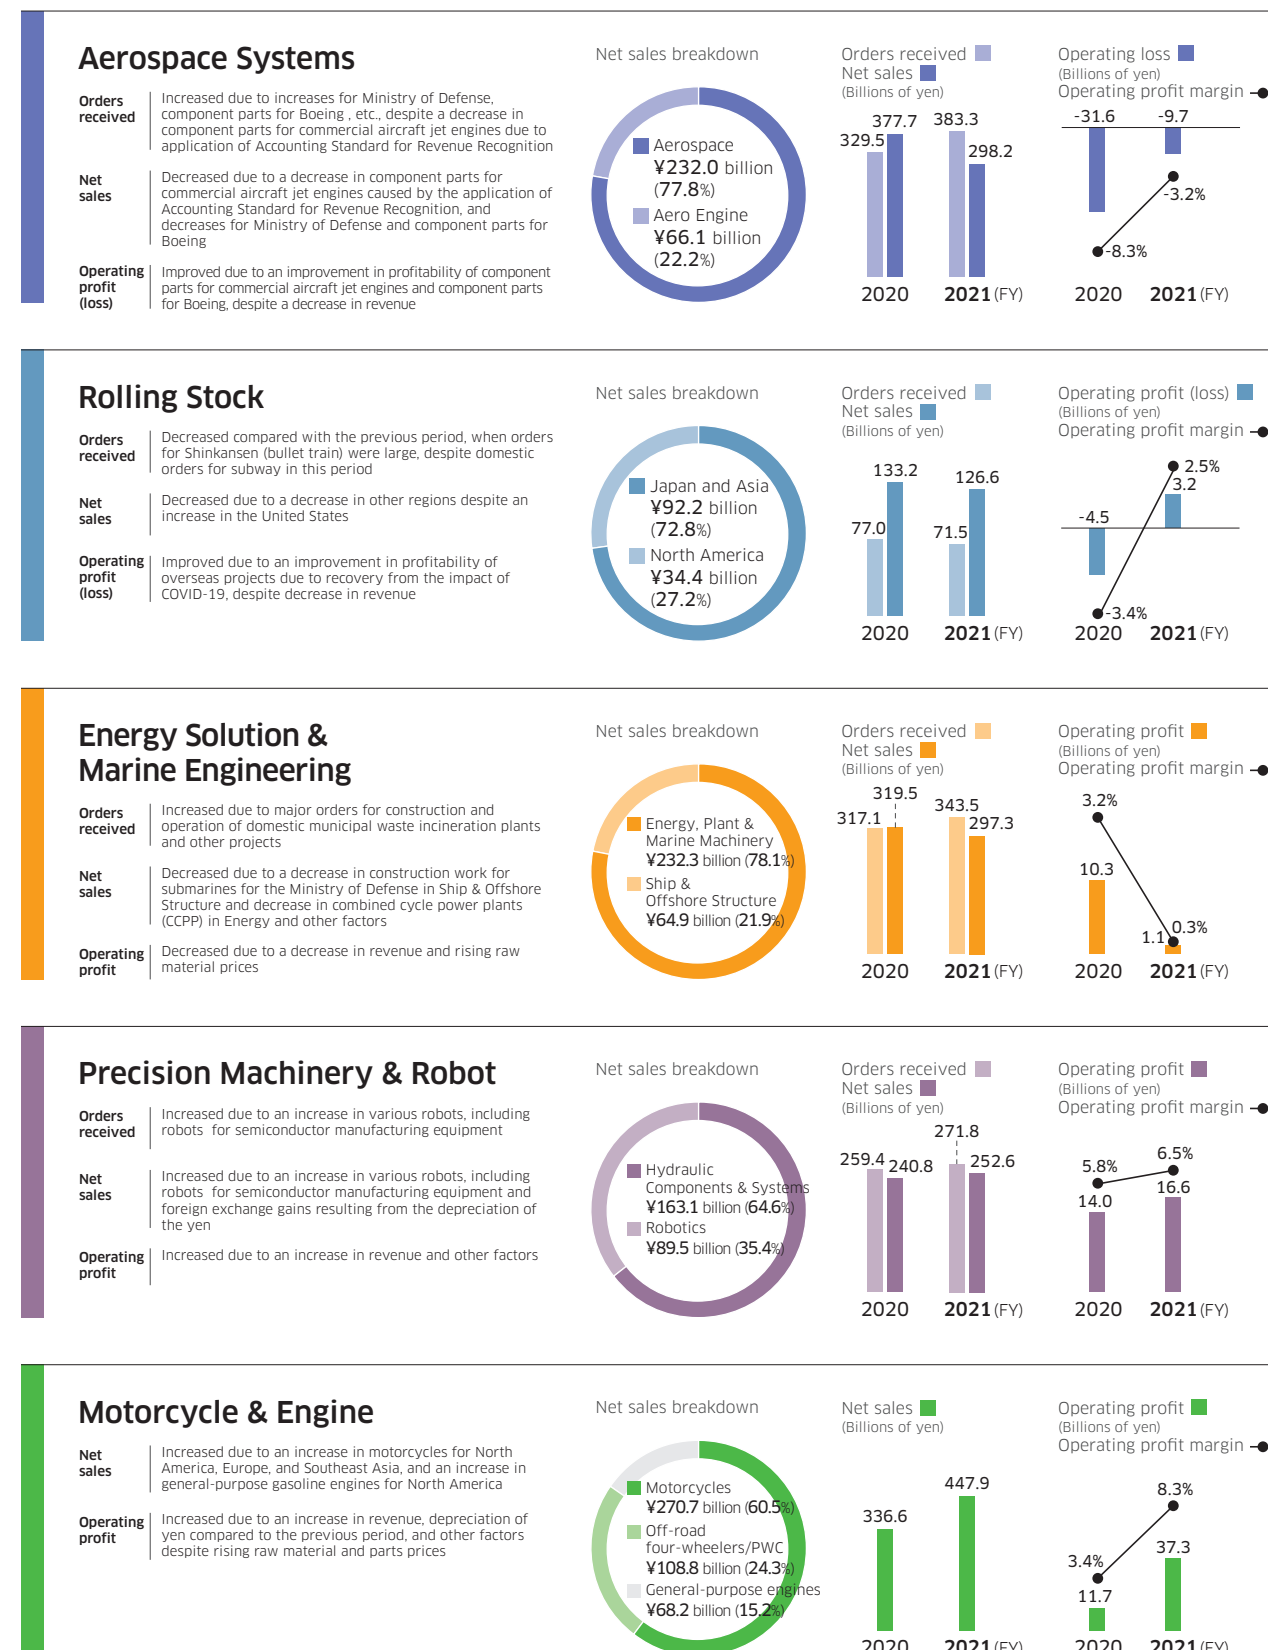 Aerospace Systems
Orders
received
Increased due to increases for Ministry of Defense,
component parts for Boeing , etc., despite a decrease in
component parts for commercial aircraft jet engines due to
application of Accounting Standard for Revenue Recognition
Net
sales
Decreased due to a decrease in component parts for
commercial aircraft jet engines caused by the application of
Accounting Standard for Revenue Recognition, and
decreases for Ministry of Defense and component parts for
Boeing
Operating
profit
(loss)
Improved due to an improvement in profitability of component
parts for commercial aircraft jet engines and component parts
for Boeing, despite a decrease in revenue
Net sales breakdown
Aerospace
¥232.0 billion
(77.8%)
Aero Engine
¥66.1 billion
(22.2%)
Orders received
Net sales
(Billions of yen)
329.5
377.7
383.3
298.2
2020
2021 (FY)
Operating loss
(Billions of yen)
Operating profit margin
-31.6
-9.7
-8.3%
-3.2%
2020
2021 (FY)
Rolling Stock
Orders
received
Decreased compared with the previous period, when orders
for Shinkansen (bullet train) were large, despite domestic
orders for subway in this period
Net
sales
Decreased due to a decrease in other regions despite an
increase in the United States
Operating
profit
(loss)
Improved due to an improvement in profitability of
overseas projects due to recovery from the impact of
COVID-19, despite decrease in revenue
Net sales breakdown
Japan and Asia
¥92.2 billion
(72.8%)
North America
¥34.4 billion
(27.2%)
Orders received
Net sales
(Billions of yen)
77.0
133.2
71.5
126.6
2020
2021 (FY)
Operating profit (loss)
(Billions of yen)
Operating profit margin
2.5%
3.2
-4.5
-3.4%
2020
2021 (FY)
Energy Solution &
Marine Engineering
Orders
received
Increased due to major orders for construction and
operation of domestic municipal waste incineration plants
and other projects
Net
sales
Decreased due to a decrease in construction work for
submarines for the Ministry of Defense in Ship & Offshore
Structure and decrease in combined cycle power plants
(CCPP) in Energy and other factors
Operating
profit
Decreased due to a decrease in revenue and rising raw
material prices
Net sales breakdown
Energy, Plant &
Marine Machinery
¥232.3 billion (78.1%)
Ship &
Offshore Structure
¥64.9 billion (21.9%)
Orders received
Net sales
(Billions of yen)
317.1
319.5
343.5
297.3
2020
2021 (FY)
Operating profit
(Billions of yen)
Operating profit margin
3.2%
10.3
1.1
0.3%
2020
2021 (FY)
Precision Machinery & Robot
Orders
received
Increased due to an increase in various robots, including
robots for semiconductor manufacturing equipment
Net
sales
Increased due to an increase in various robots, including
robots for semiconductor manufacturing equipment and
foreign exchange gains resulting from the depreciation of
the yen
Operating
profit
Increased due to an increase in revenue and other factors
Net sales breakdown
Hydraulic
Components & Systems
¥163.1 billion (64.6%)
Robotics
¥89.5 billion (35.4%)
Orders received
Net sales
(Billions of yen)
259.4
240.8
271.8
252.6
2020
2021 (FY)
Operating profit
(Billions of yen)
Operating profit margin
5.8%
14.0
6.5%
16.6
2020
2021 (FY)
Motorcycle & Engine
Net
sales
Increased due to an increase in motorcycles for North
America, Europe, and Southeast Asia, and an increase in
general-purpose gasoline engines for North America
Operating
profit
Increased due to an increase in revenue, depreciation of
yen compared to the previous period, and other factors
despite rising raw material and parts prices
Net sales breakdown
Motorcycles
¥270.7 billion (60.5%)
Off-road
four-wheelers/PWC
¥108.8 billion (24.3%)
General-purpose engines
¥68.2 billion (15.2%)
Net sales
(Billions of yen)
336.6
447.9
2020
2021 (FY)
Operating profit
(Billions of yen)
Operating profit margin
3.4%
11.7
8.3%
37.3
2020
2021 (FY)